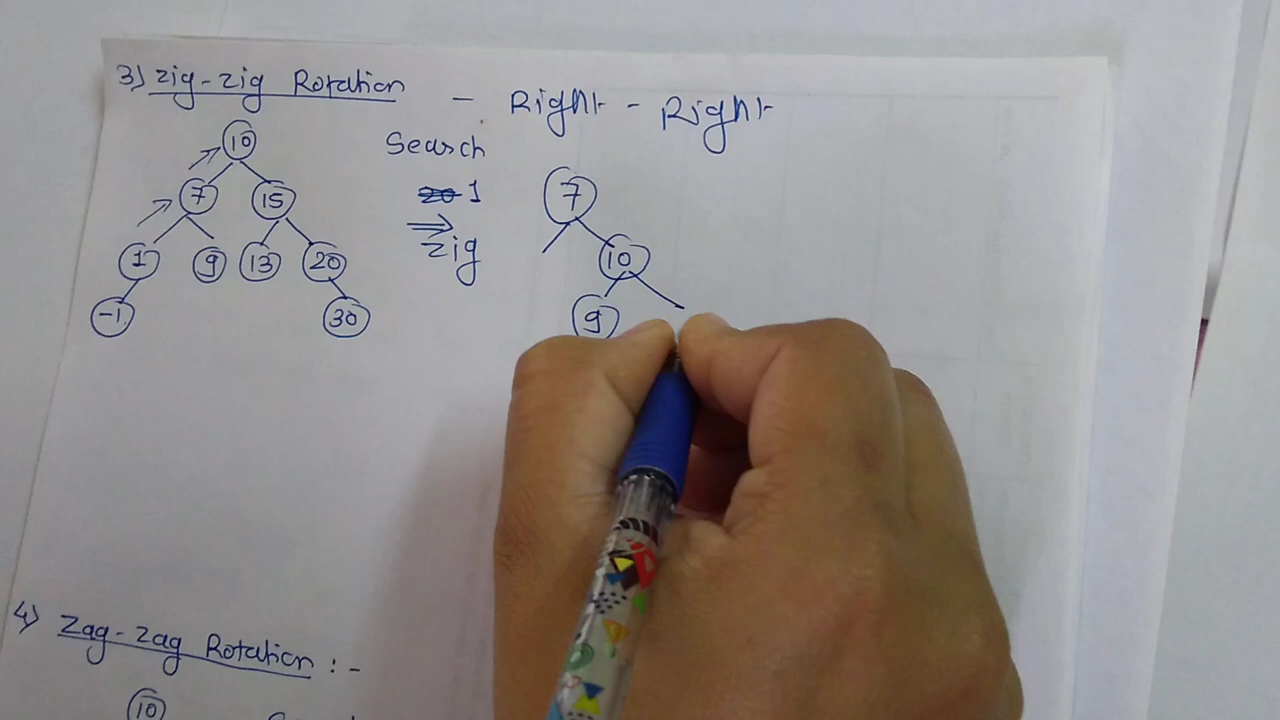 3) zig-zig Rotation - Right - Right
10
7 15
1 9 13 20
-1 30
Search
20 1
⇒
zig
7
10
9
4) Zag-zag Rotation :-
10